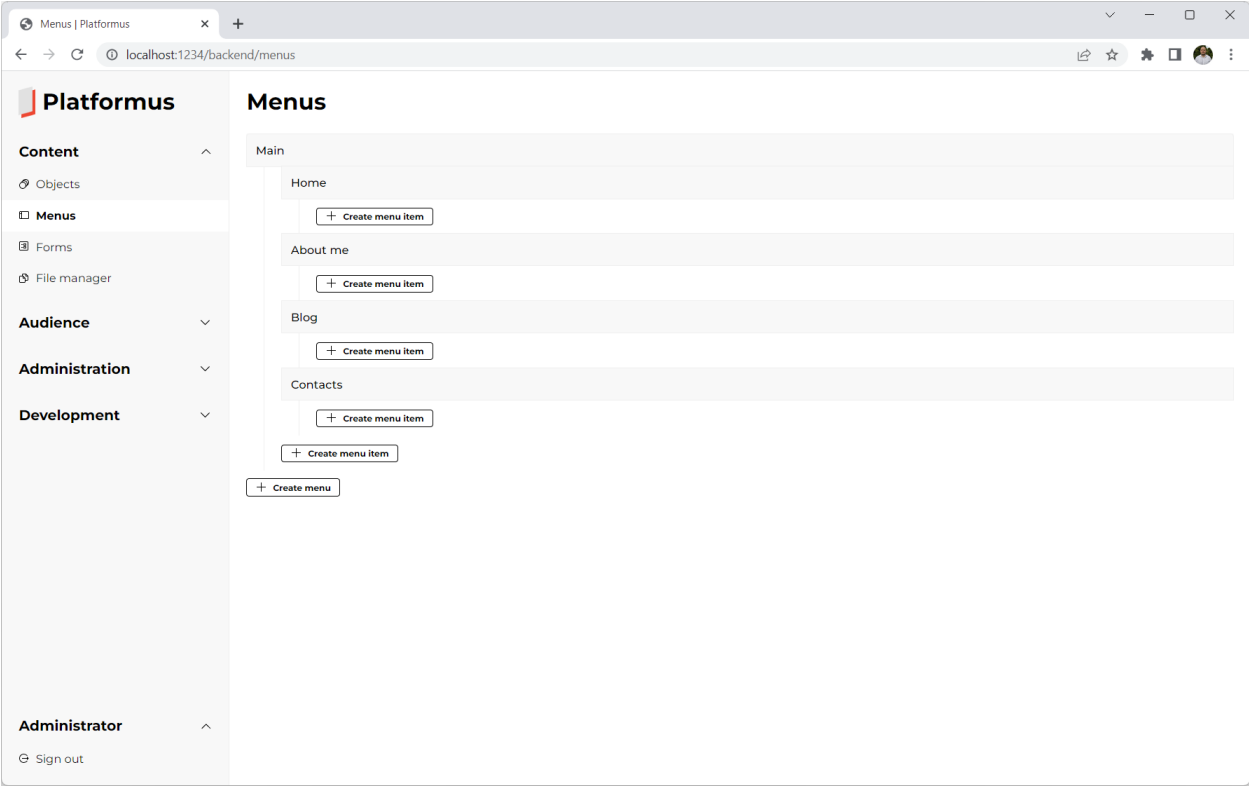 Menus | Platformus
localhost:1234/backend/menus
Platformus
Content
Objects
Menus
Forms
File manager
Audience
Administration
Development
Administrator
Sign out
Menus
Main
Home
Create menu item
About me
Create menu item
Blog
Create menu item
Contacts
Create menu item
Create menu item
Create menu